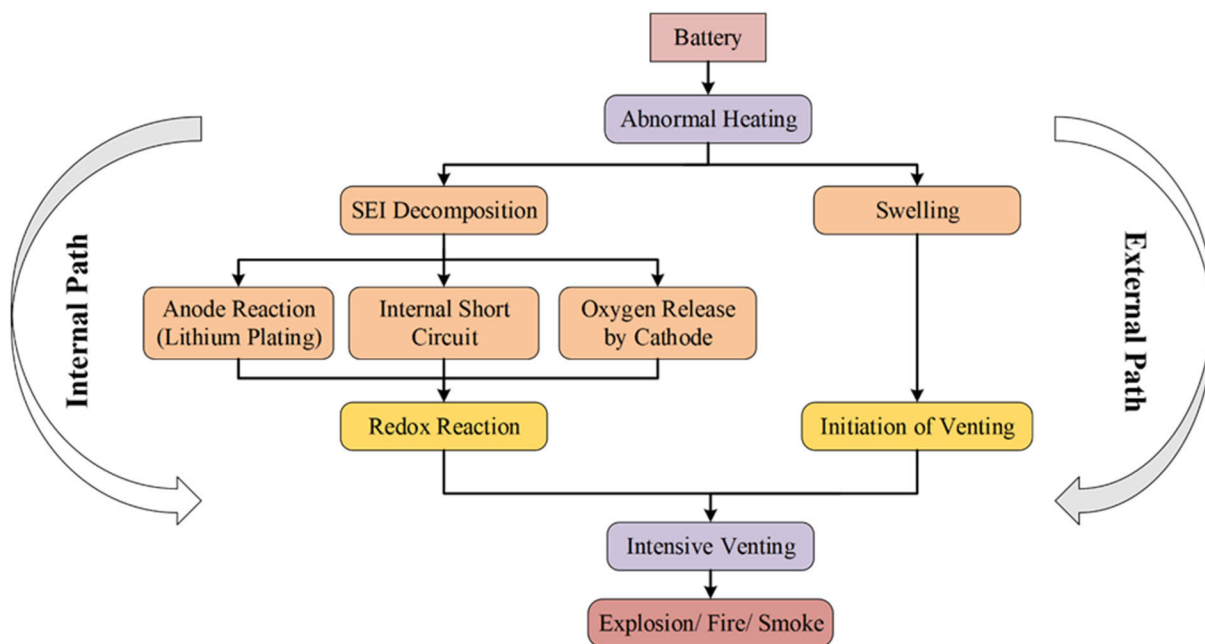 Battery
Abnormal Heating
SEI Decomposition
Swelling
Anode Reaction
(Lithium Plating)
Internal Short
Circuit
Oxygen Release
by Cathode
Redox Reaction
Initiation of Venting
Intensive Venting
Explosion/ Fire/ Smoke
Internal Path
External Path